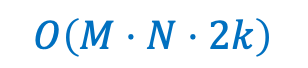 O(M · N · 2k)